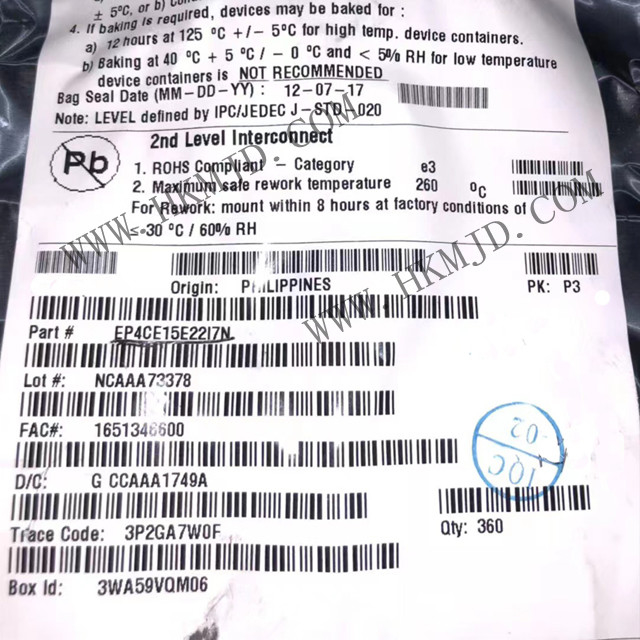 ± 5°C, or b)
4. If baking is required, devices may be baked for :
a) 12 hours at 125 °C +/- 5°C for high temp. device containers.
b) Baking at 40 °C + 5 °C/ - 0 °C and < 5% RH for low temperature
device containers is NOT RECOMMENDED
Bag Seal Date (MM-DD-YY) : 12-07-17
Note: LEVEL defined by IPC/JEDEC J-STD-020
2nd Level Interconnect
Pb
1. ROHS Compliant - Category e3
2. Maximum safe rework temperature 260 °C
For Rework: mount within 8 hours at factory conditions of
≤ 30 °C / 60% RH
Origin: PHILIPPINES PK: P3
Part # EP4CE15E22I7N
Lot #: NCAAA73378
FAC#: 1651346600
D/C: G CCAAA1749A
IQC 02
Trace Code: 3P2GA7W0F
Qty: 360
Box Id: 3WA59VQM06
WWW.HKMJD.COM
WWW.HKMJD.COM